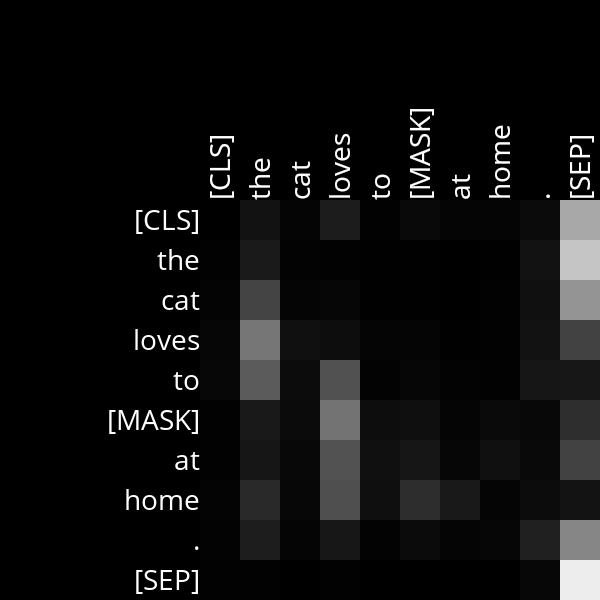 [CLS] the cat loves to [MASK] at home . [SEP]
[CLS]
the
cat
loves
to
[MASK]
at
home
.
[SEP]